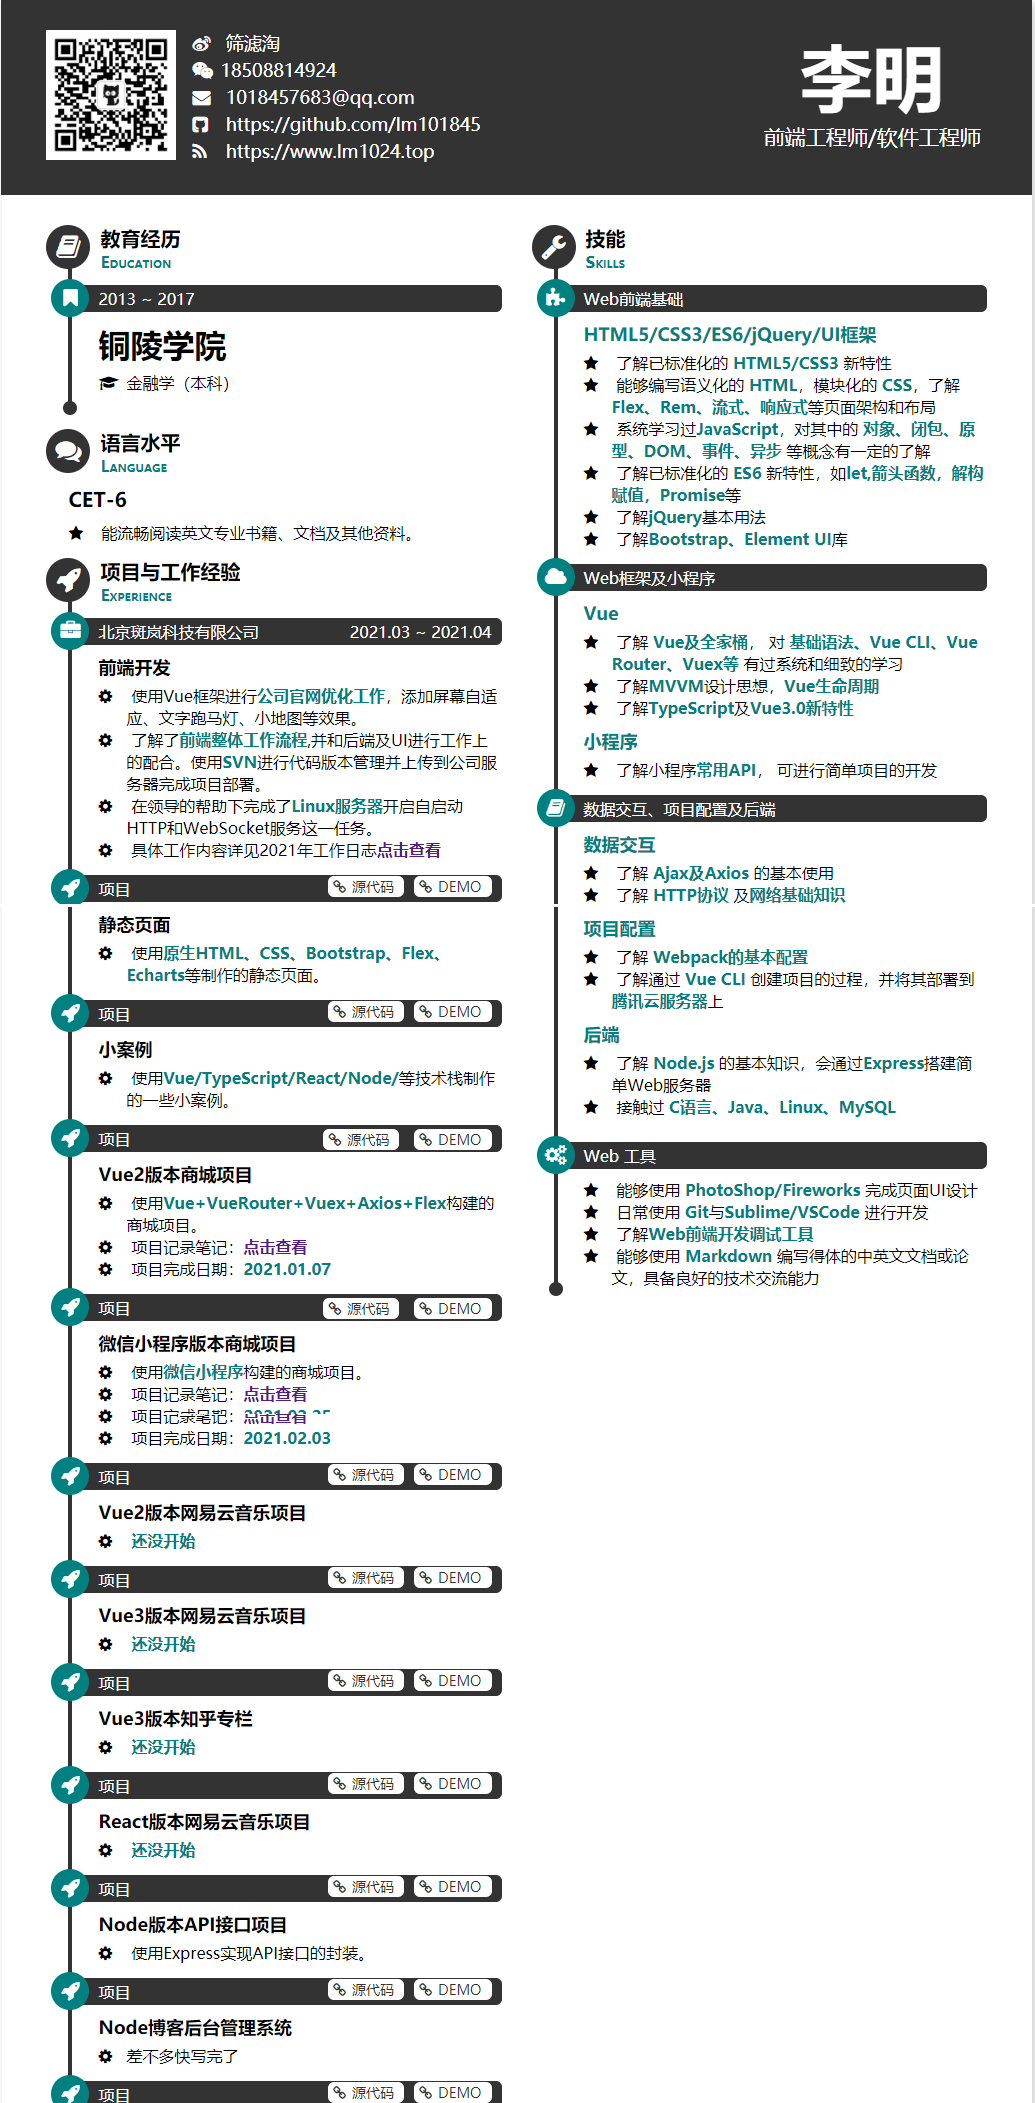 筛滤淘
18508814924
1018457683@qq.com
https://github.com/lm101845
https://www.lm1024.top
李明
前端工程师/软件工程师
教育经历
EDUCATION
2013 ~ 2017
铜陵学院
金融学（本科）
语言水平
LANGUAGE
CET-6
能流畅阅读英文专业书籍、文档及其他资料。
项目与工作经验
EXPERIENCE
北京斑岚科技有限公司 2021.03 ~ 2021.04
前端开发
使用Vue框架进行公司官网优化工作，添加屏幕自适
应、文字跑马灯、小地图等效果。
了解了前端整体工作流程,并和后端及UI进行工作上
的配合。使用SVN进行代码版本管理并上传到公司服
务器完成项目部署。
在领导的帮助下完成了Linux服务器开启自启动
HTTP和WebSocket服务这一任务。
具体工作内容详见2021年工作日志点击查看
项目 源代码 DEMO
静态页面
使用原生HTML、CSS、Bootstrap、Flex、
Echarts等制作的静态页面。
项目 源代码 DEMO
小案例
使用Vue/TypeScript/React/Node/等技术栈制作
的一些小案例。
项目 源代码 DEMO
Vue2版本商城项目
使用Vue+VueRouter+Vuex+Axios+Flex构建的
商城项目。
项目记录笔记：点击查看
项目完成日期：2021.01.07
项目 源代码 DEMO
微信小程序版本商城项目
使用微信小程序构建的商城项目。
项目记录笔记：点击查看
项目记录笔记：点击查看
项目完成日期：2021.02.03
项目 源代码 DEMO
Vue2版本网易云音乐项目
还没开始
项目 源代码 DEMO
Vue3版本网易云音乐项目
还没开始
项目 源代码 DEMO
Vue3版本知乎专栏
还没开始
项目 源代码 DEMO
React版本网易云音乐项目
还没开始
项目 源代码 DEMO
Node版本API接口项目
使用Express实现API接口的封装。
项目 源代码 DEMO
Node博客后台管理系统
差不多快写完了
项目 源代码 DEMO
技能
SKILLS
Web前端基础
HTML5/CSS3/ES6/jQuery/UI框架
了解已标准化的 HTML5/CSS3 新特性
能够编写语义化的 HTML，模块化的 CSS，了解
Flex、Rem、流式、响应式等页面架构和布局
系统学习过JavaScript，对其中的 对象、闭包、原
型、DOM、事件、异步 等概念有一定的了解
了解已标准化的 ES6 新特性，如let,箭头函数，解构
赋值，Promise等
了解jQuery基本用法
了解Bootstrap、Element UI库
Web框架及小程序
Vue
了解 Vue及全家桶， 对 基础语法、Vue CLI、Vue
Router、Vuex等 有过系统和细致的学习
了解MVVM设计思想，Vue生命周期
了解TypeScript及Vue3.0新特性
小程序
了解小程序常用API， 可进行简单项目的开发
数据交互、项目配置及后端
数据交互
了解 Ajax及Axios 的基本使用
了解 HTTP协议 及网络基础知识
项目配置
了解 Webpack的基本配置
了解通过 Vue CLI 创建项目的过程，并将其部署到
腾讯云服务器上
后端
了解 Node.js 的基本知识，会通过Express搭建简
单Web服务器
接触过 C语言、Java、Linux、MySQL
Web 工具
能够使用 PhotoShop/Fireworks 完成页面UI设计
日常使用 Git与Sublime/VSCode 进行开发
了解Web前端开发调试工具
能够使用 Markdown 编写得体的中英文文档或论
文，具备良好的技术交流能力